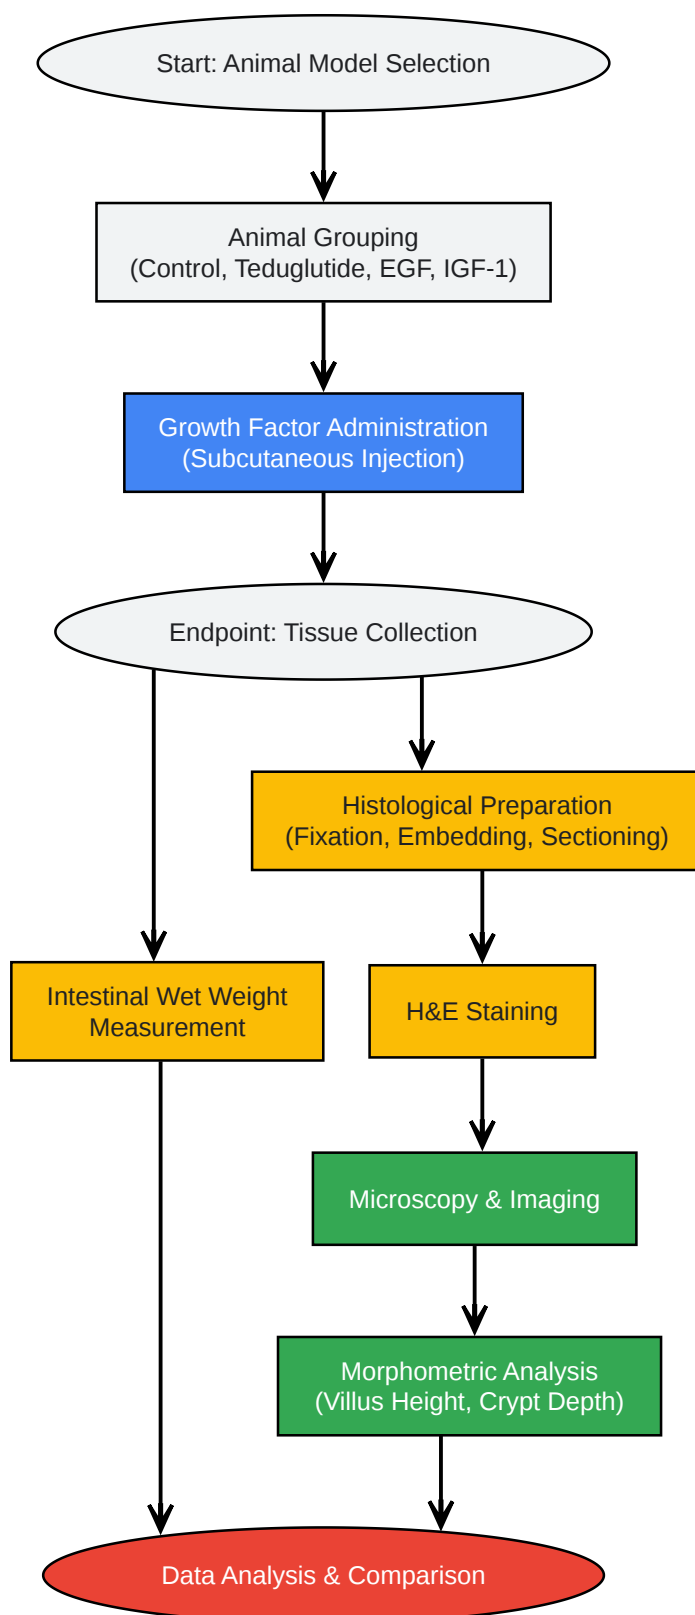 Start: Animal Model Selection
Animal Grouping
(Control, Teduglutide, EGF, IGF-1)
Growth Factor Administration
(Subcutaneous Injection)
Endpoint: Tissue Collection
Histological Preparation
(Fixation, Embedding, Sectioning)
Intestinal Wet Weight
Measurement
H&E Staining
Microscopy & Imaging
Morphometric Analysis
(Villus Height, Crypt Depth)
Data Analysis & Comparison